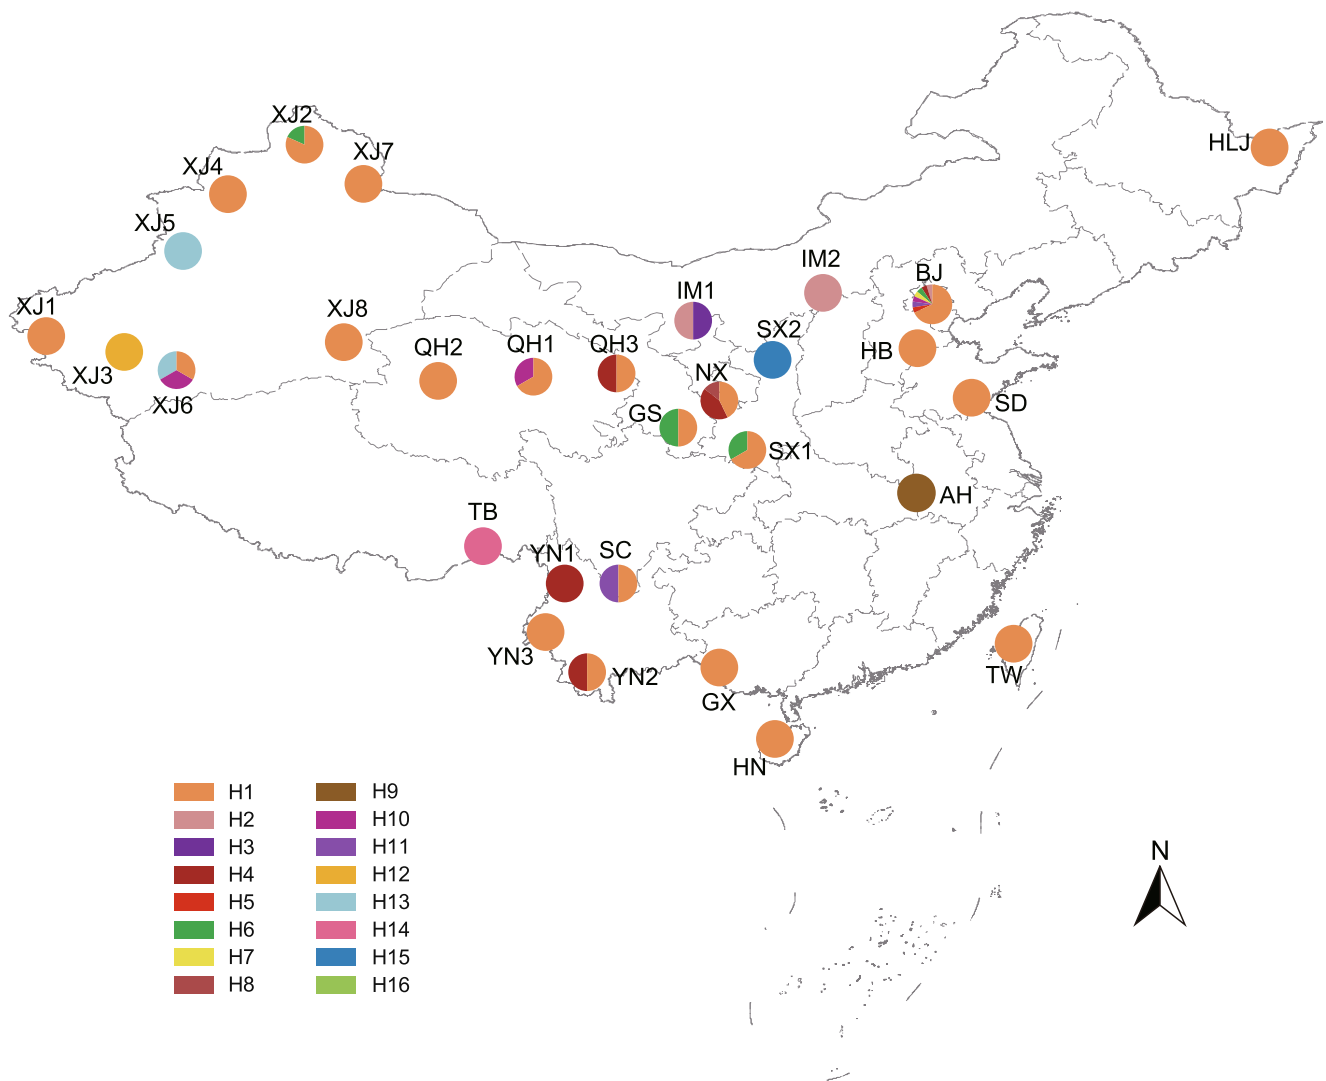 XJ2
HLJ
XJ7
XJ4
XJ5
IM2
BJ
IM1
XJ1
XJ8
SX2
QH2
QH1
QH3
HB
NX
XJ3
XJ6
SD
GS
SX1
AH
TB
YN1
SC
YN3
YN2
TW
GX
HN
H1
H9
H2
H10
H3
H11
N
H4
H12
H5
H13
H6
H14
H7
H15
H8
H16